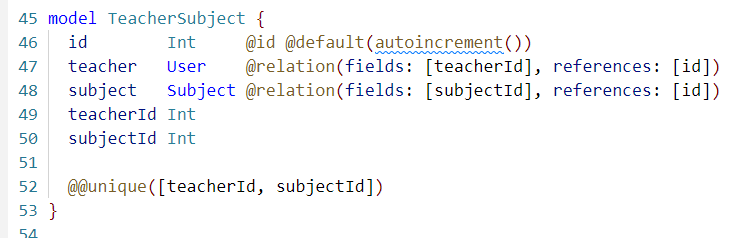 45 model TeacherSubject {
46   id        Int     @id @default(autoincrement())
47   teacher   User    @relation(fields: [teacherId], references: [id])
48   subject   Subject @relation(fields: [subjectId], references: [id])
49   teacherId Int
50   subjectId Int
51
52   @@unique([teacherId, subjectId])
53 }
54